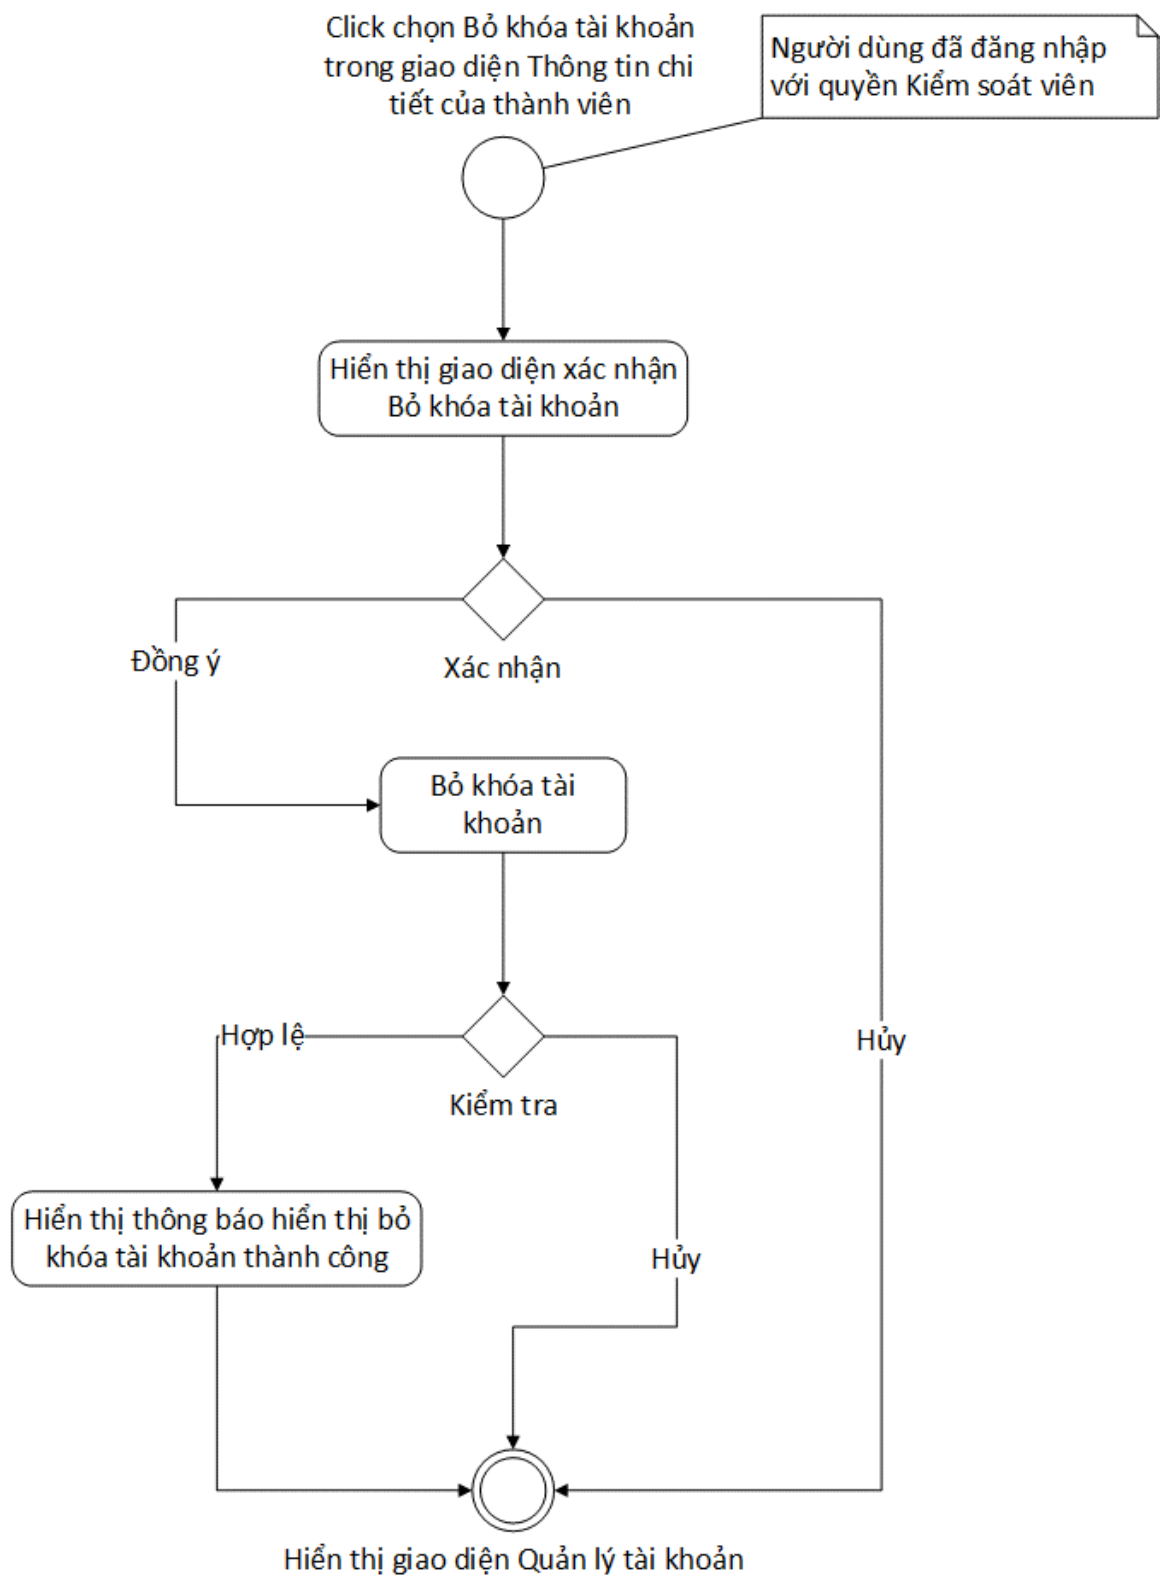 Click chọn Bỏ khóa tài khoản
trong giao diện Thông tin chi
tiết của thành viên
Người dùng đã đăng nhập
với quyền Kiểm soát viên
Hiển thị giao diện xác nhận
Bỏ khóa tài khoản
Đồng ý
Xác nhận
Bỏ khóa tài
khoản
Hợp lệ
Hủy
Kiểm tra
Hiển thị thông báo hiển thị bỏ
khóa tài khoản thành công
Hủy
Hiển thị giao diện Quản lý tài khoản